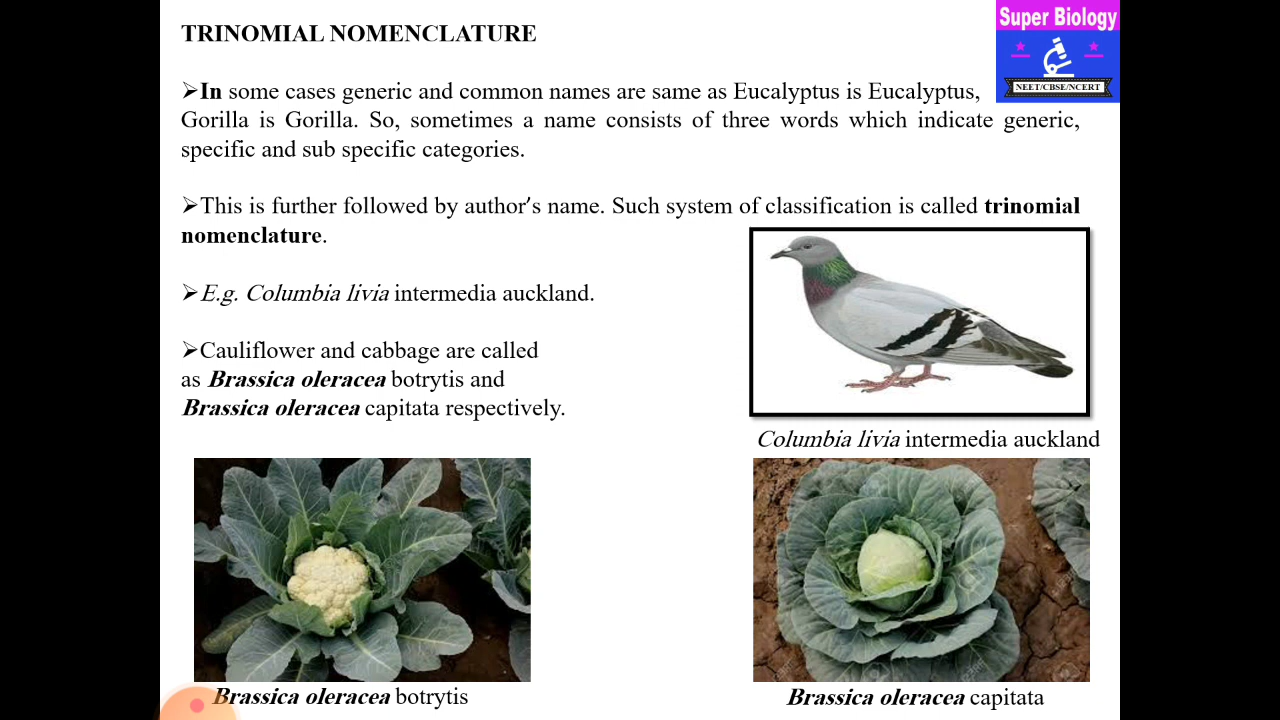 TRINOMIAL NOMENCLATURE
Super Biology
NEET/CBSE/NCERT
➢In some cases generic and common names are same as Eucalyptus is Eucalyptus,
Gorilla is Gorilla. So, sometimes a name consists of three words which indicate generic,
specific and sub specific categories.
➢This is further followed by author's name. Such system of classification is called trinomial
nomenclature.
➢E.g. Columbia livia intermedia auckland.
➢Cauliflower and cabbage are called
as Brassica oleracea botrytis and
Brassica oleracea capitata respectively.
Columbia livia intermedia auckland
Brassica oleracea botrytis
Brassica oleracea capitata